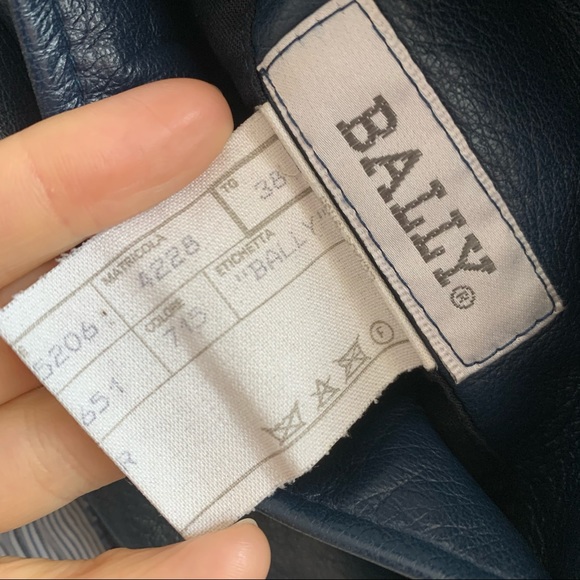 BALLY®
TG
38
MATRICOLA
4228
ETICHETTA
"BALLY"
COLORE
715
5206
651
R
F